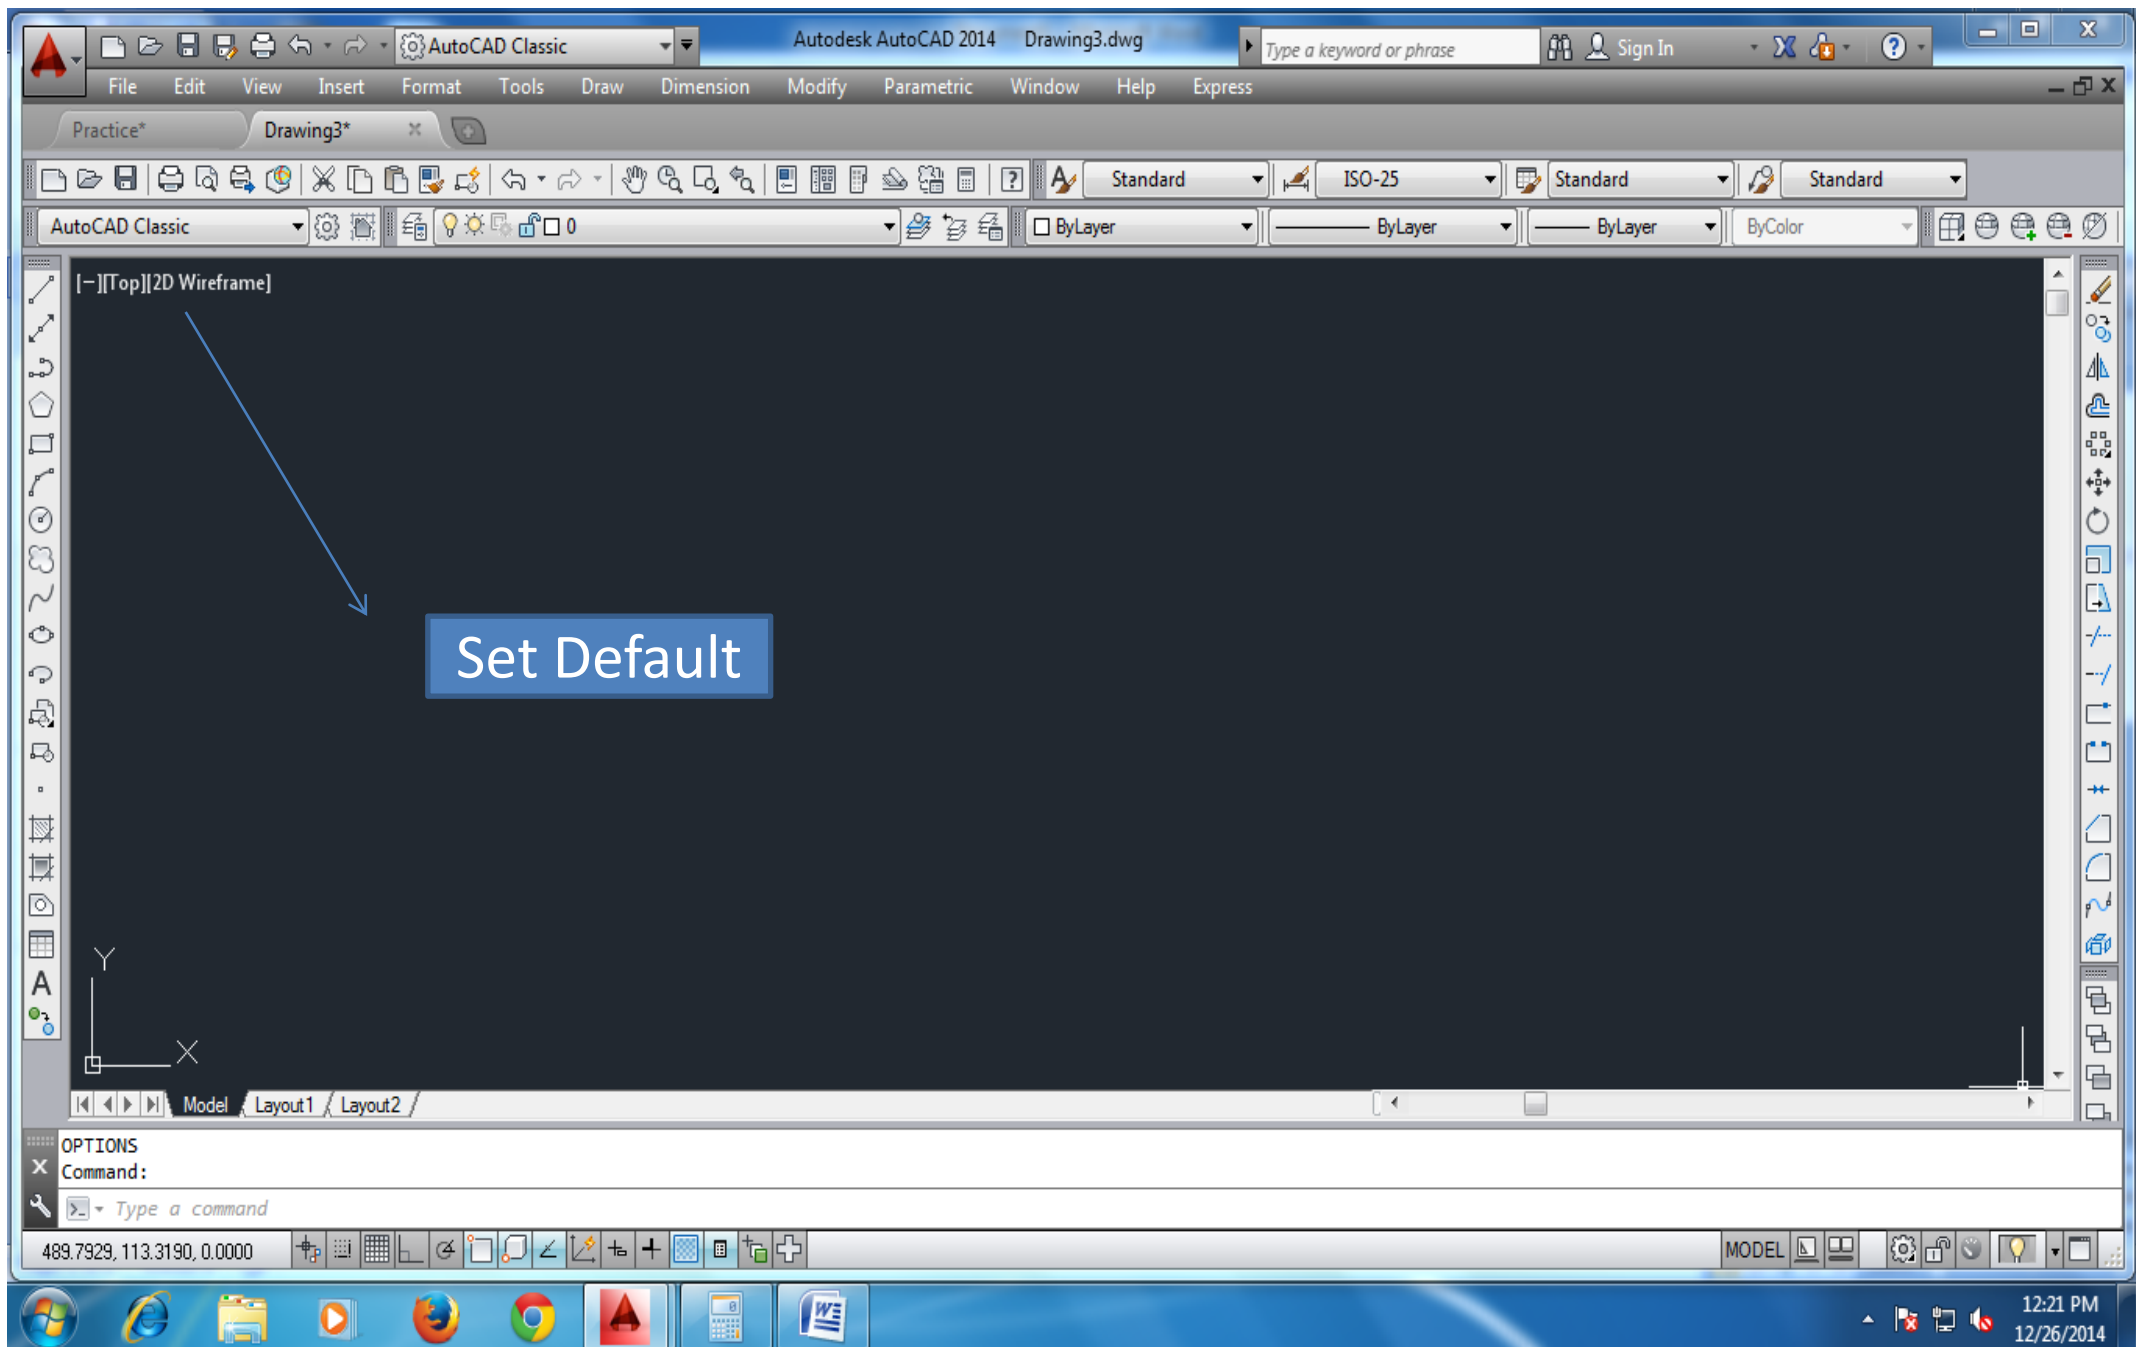 AutoCAD Classic
Autodesk AutoCAD 2014 Drawing3.dwg
Type a keyword or phrase
Sign In
File Edit View Insert Format Tools Draw Dimension Modify Parametric Window Help Express
Practice* Drawing3*
Standard ISO-25 Standard Standard
AutoCAD Classic 0 ByLayer ByLayer ByLayer ByColor
[−][Top][2D Wireframe]
Set Default
Y
X
Model Layout1 Layout2
OPTIONS
Command:
Type a command
489.7929, 113.3190, 0.0000 MODEL
12:21 PM
12/26/2014